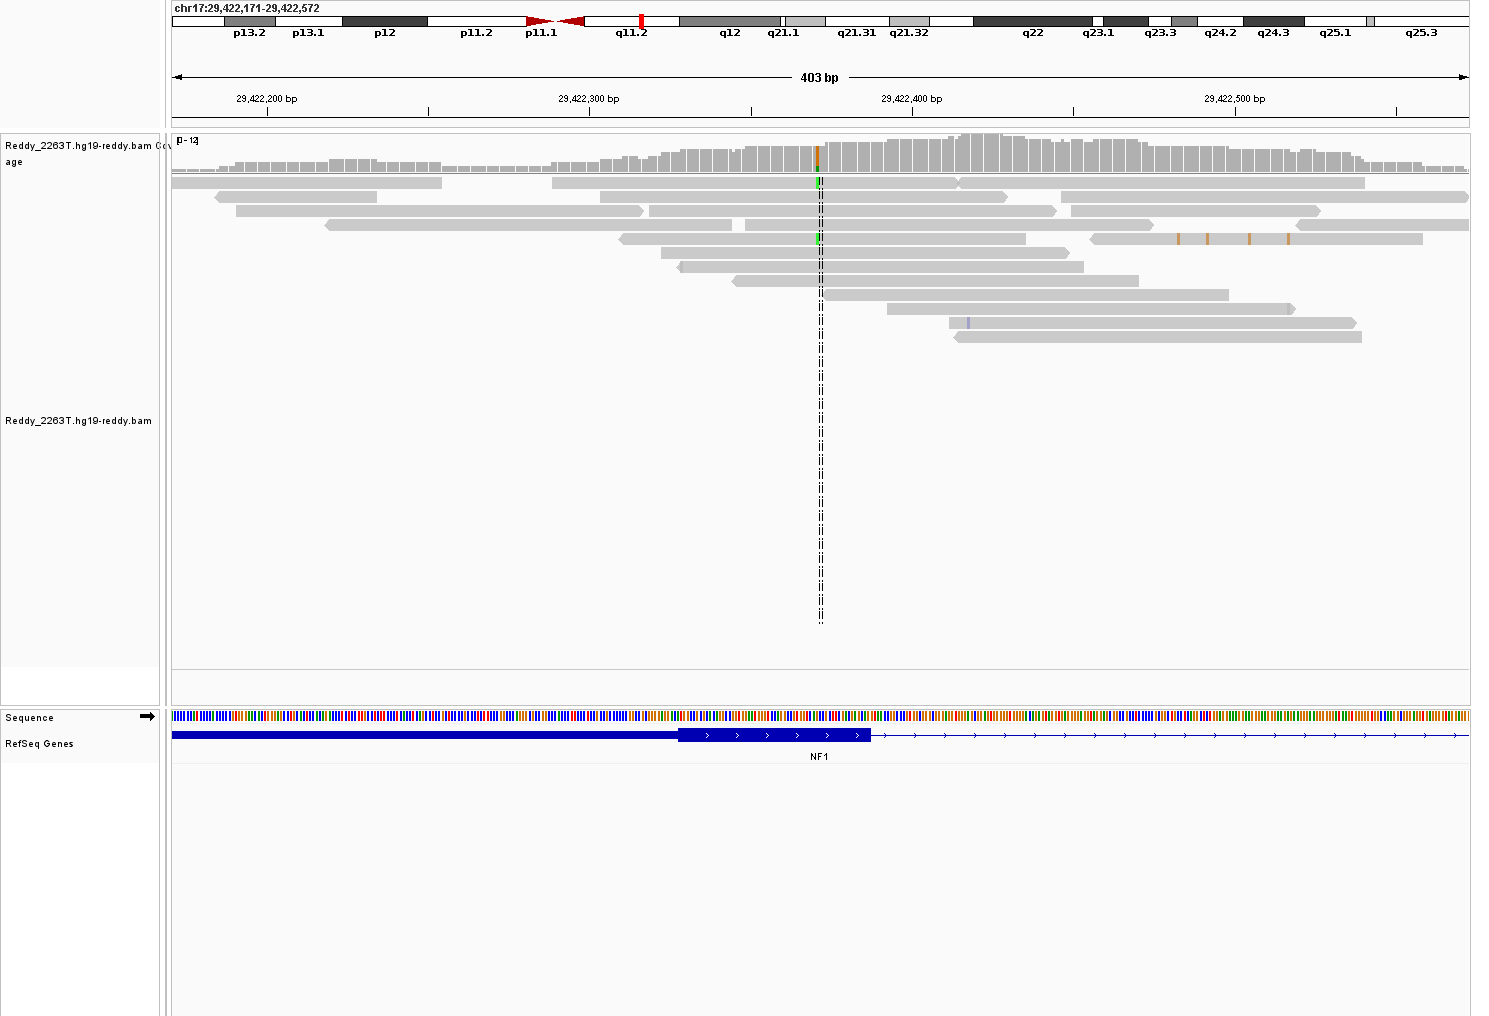 chr17:29,422,171-29,422,572
p13.2 p13.1 p12 p11.2 p11.1 q11.2 q12 q21.1 q21.31 q21.32 q22 q23.1 q23.3 q24.2 q24.3 q25.1 q25.3
403 bp
29,422,200 bp 29,422,300 bp 29,422,400 bp 29,422,500 bp
Reddy_2263T.hg19-reddy.bam Cov
age
[0 - 12]
Reddy_2263T.hg19-reddy.bam
Sequence
RefSeq Genes
NF1